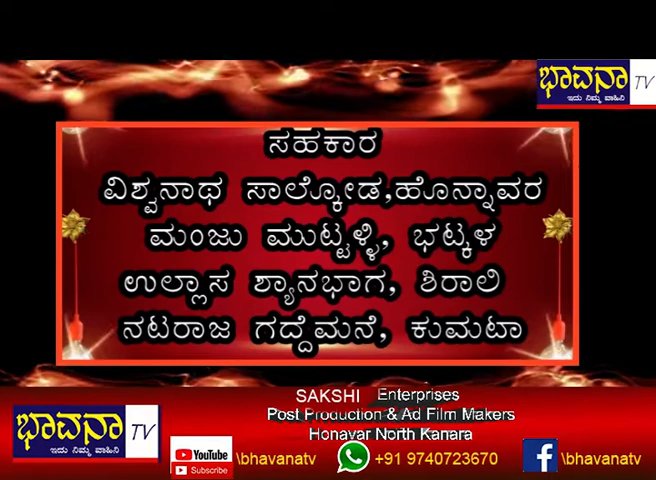 ಭಾವನಾ TV
ಇದು ನಿಮ್ಮ ವಾಹಿನಿ
ಸಹಕಾರ
ವಿಶ್ವನಾಥ ಸಾಲ್ಕೋಡ,ಹೊನ್ನಾವರ
ಮಂಜು ಮುಟ್ಟಳ್ಳಿ, ಭಟ್ಕಳ
ಉಲ್ಲಾಸ ಶ್ಯಾನಭಾಗ, ಶಿರಾಲಿ
ನಟರಾಜ ಗದ್ದೆಮನೆ, ಕುಮಟಾ
SAKSHI Enterprises
Post Production & Ad Film Makers
Honavar North Kanara
ಭಾವನಾ TV
ಇದು ನಿಮ್ಮ ವಾಹಿನಿ
YouTube
Subscribe
\bhavanatv
+91 9740723670
f \bhavanatv